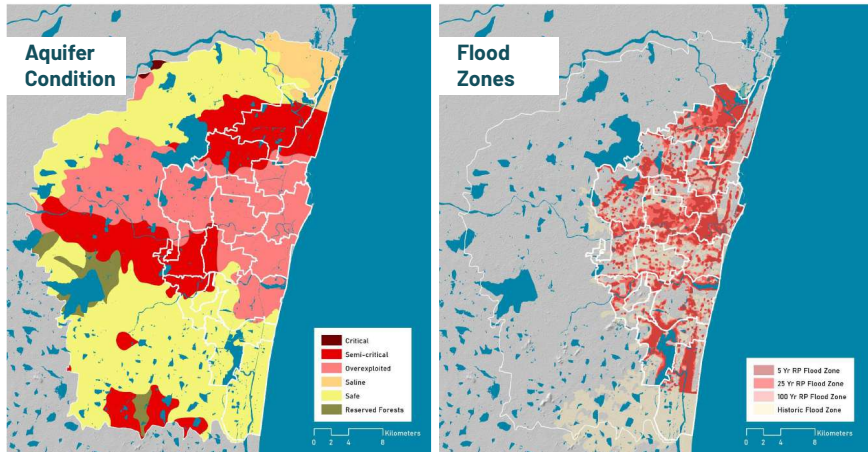 Aquifer
Condition
Critical
Semi-critical
Overexploited
Saline
Safe
Reserved Forests
Kilometers
0 2 4 8
Flood
Zones
5 Yr RP Flood Zone
25 Yr RP Flood Zone
100 Yr RP Flood Zone
Historic Flood Zone
Kilometers
0 2 4 8